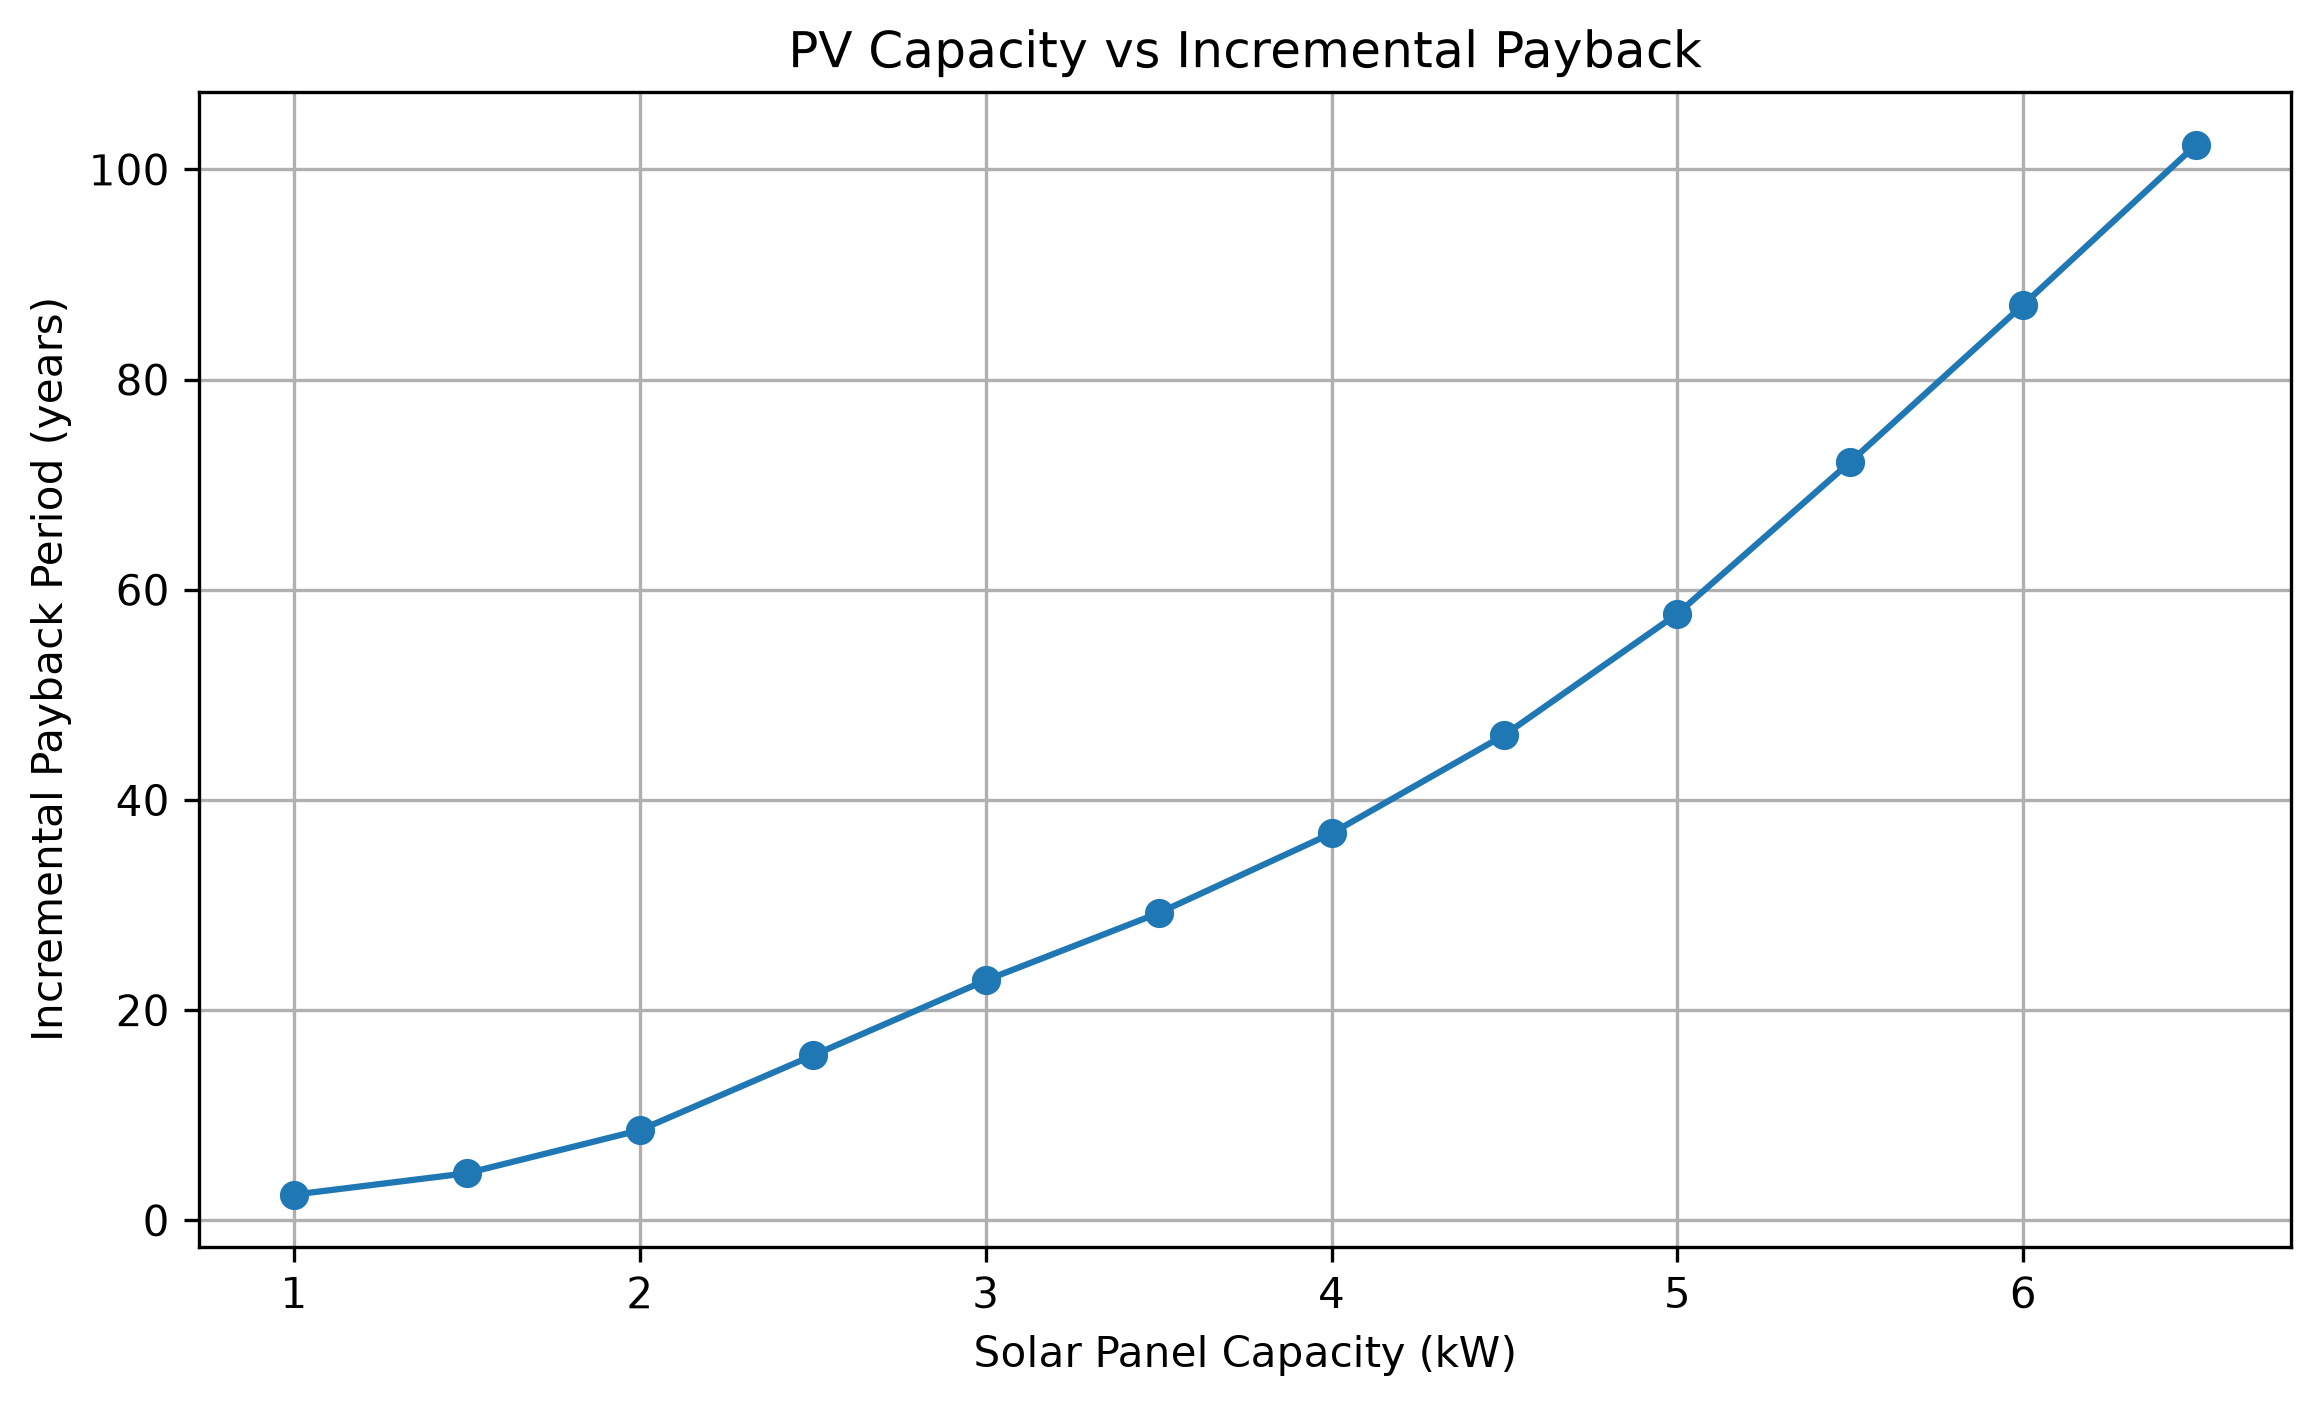 PV Capacity vs Incremental Payback
Incremental Payback Period (years)
100
80
60
40
20
0
1 2 3 4 5 6
Solar Panel Capacity (kW)